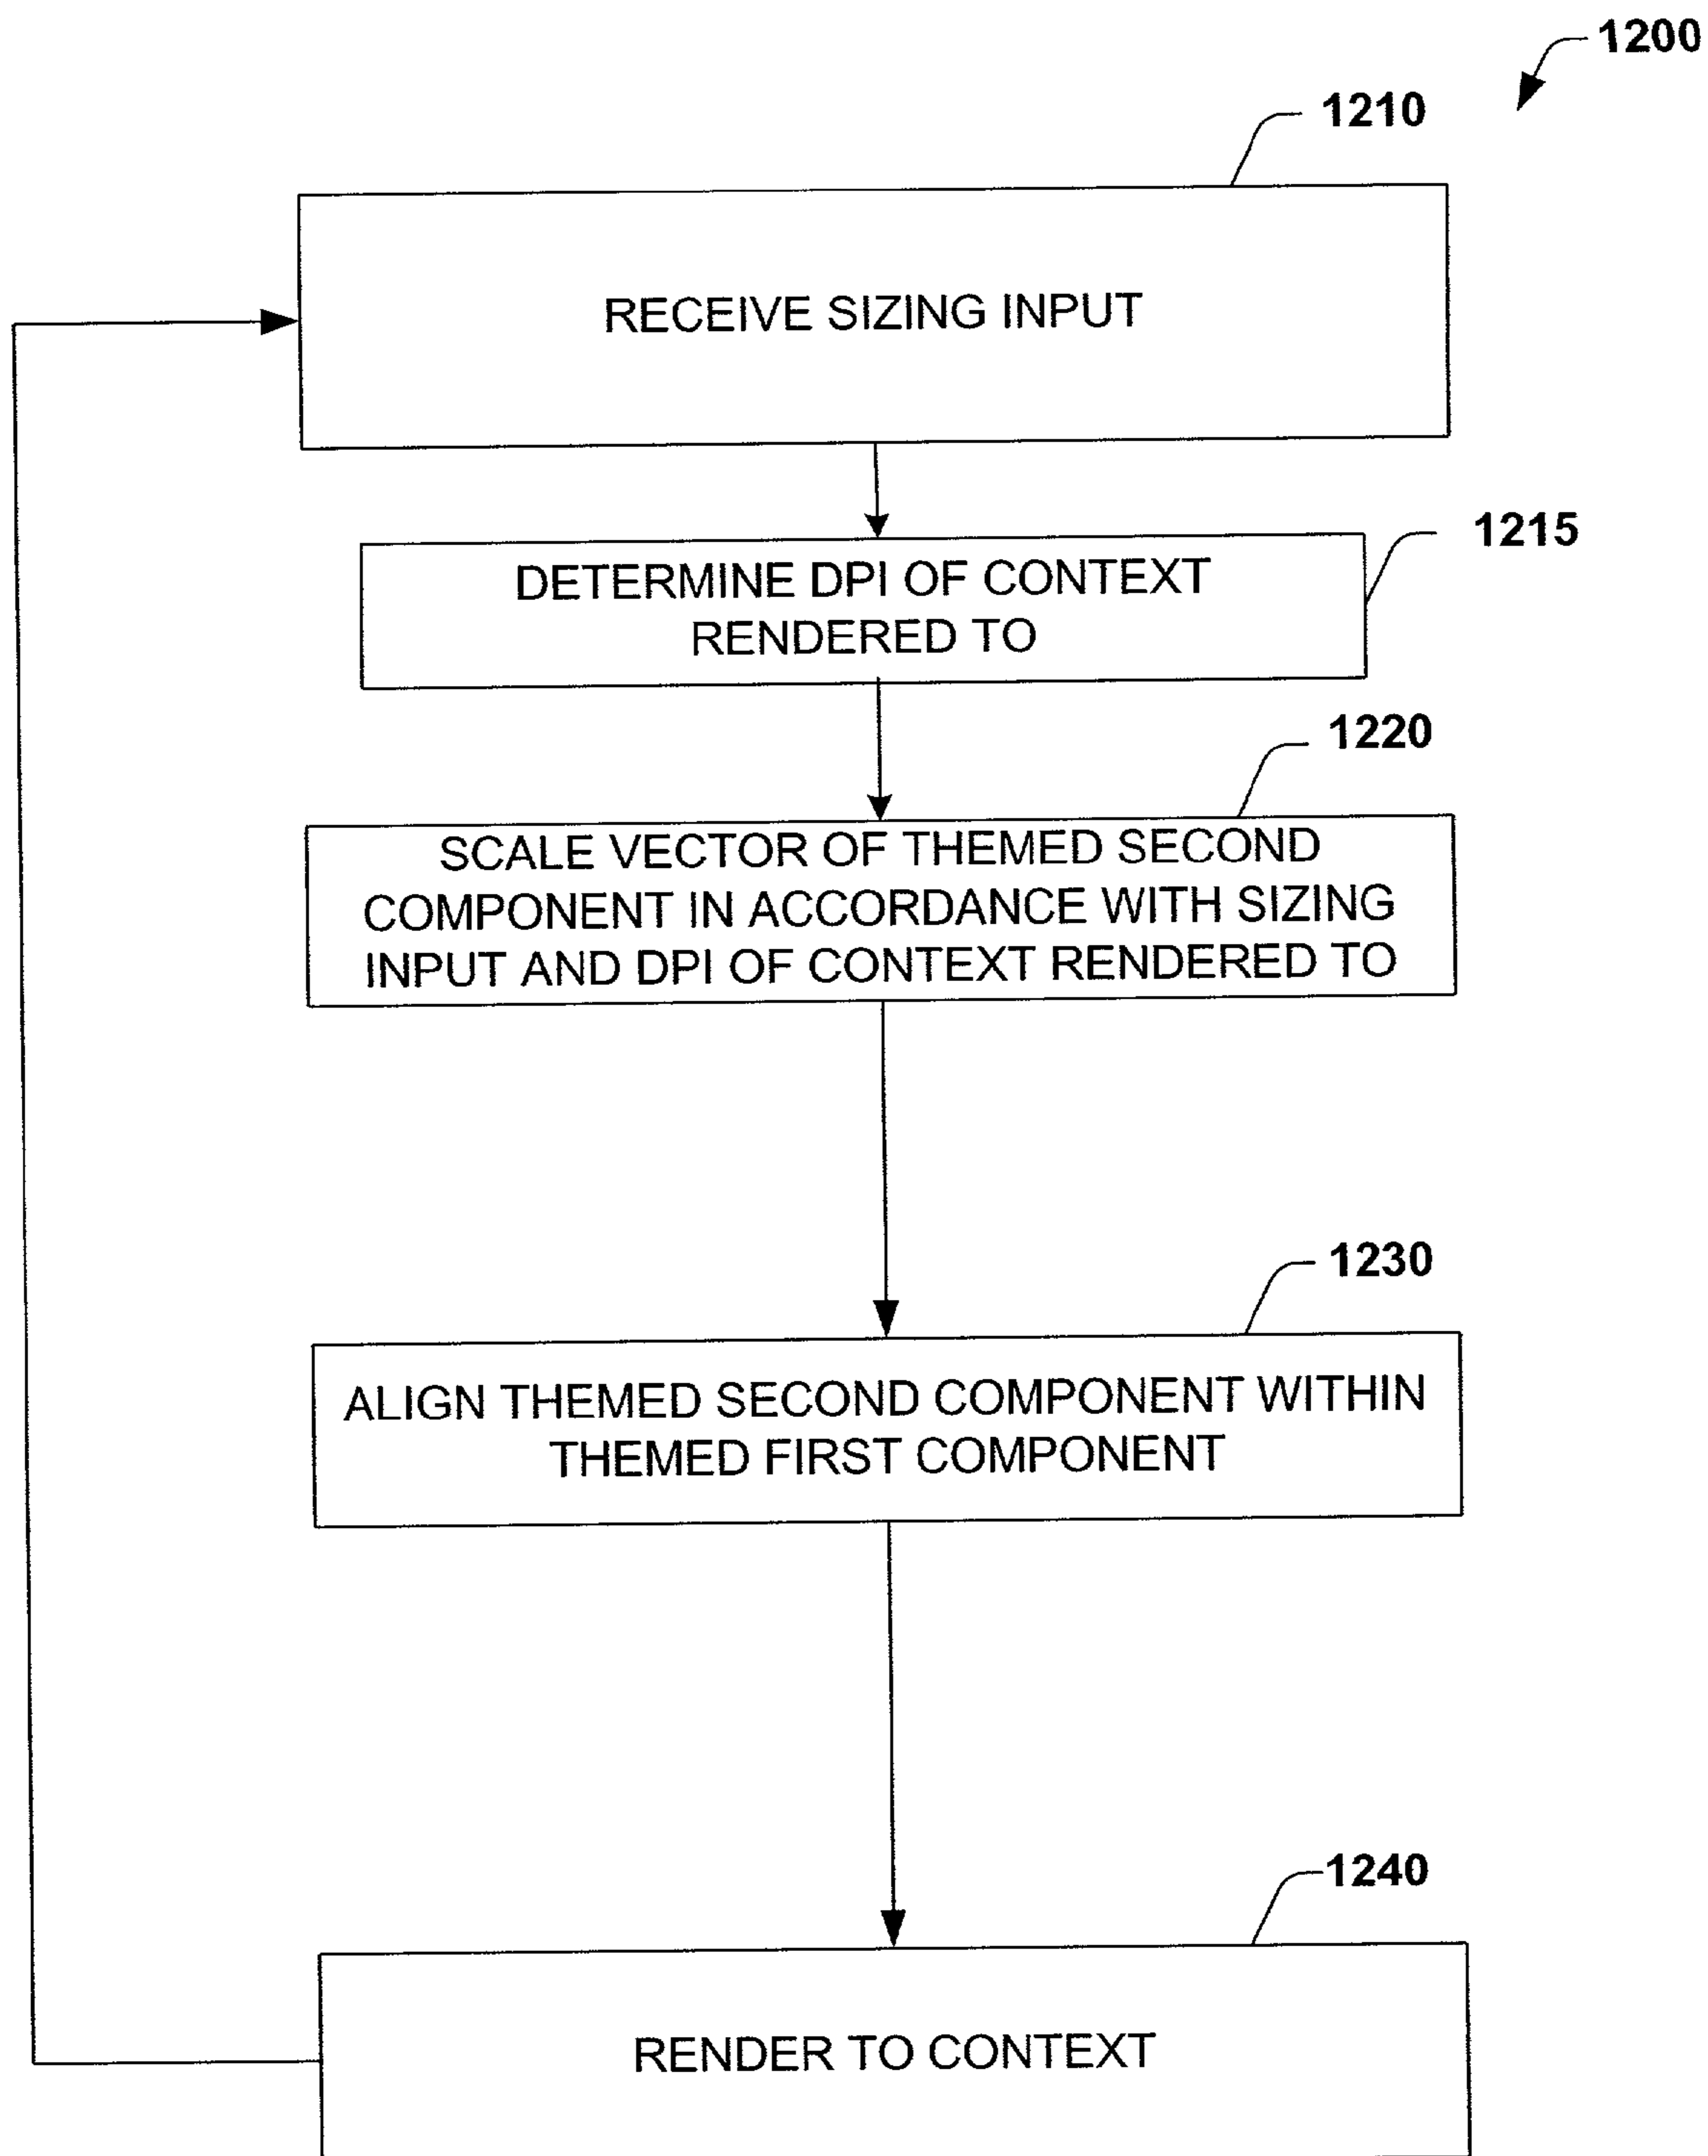 1200
1210
RECEIVE SIZING INPUT
1215
DETERMINE DPI OF CONTEXT
RENDERED TO
1220
SCALE VECTOR OF THEMED SECOND
COMPONENT IN ACCORDANCE WITH SIZING
INPUT AND DPI OF CONTEXT RENDERED TO
1230
ALIGN THEMED SECOND COMPONENT WITHIN
THEMED FIRST COMPONENT
1240
RENDER TO CONTEXT